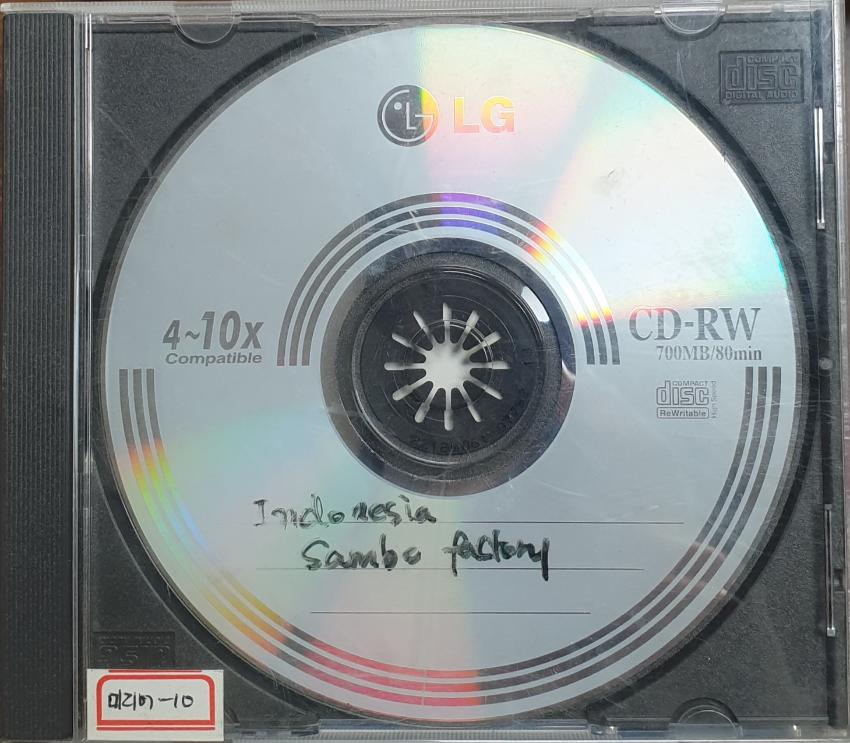 COMPACT
disc
DIGITAL AUDIO
LG
4~10x
Compatible
CD-RW
700MB/80min
COMPACT
disc
ReWritable
High Speed
Indonesia
Sambo factory
미디어-10